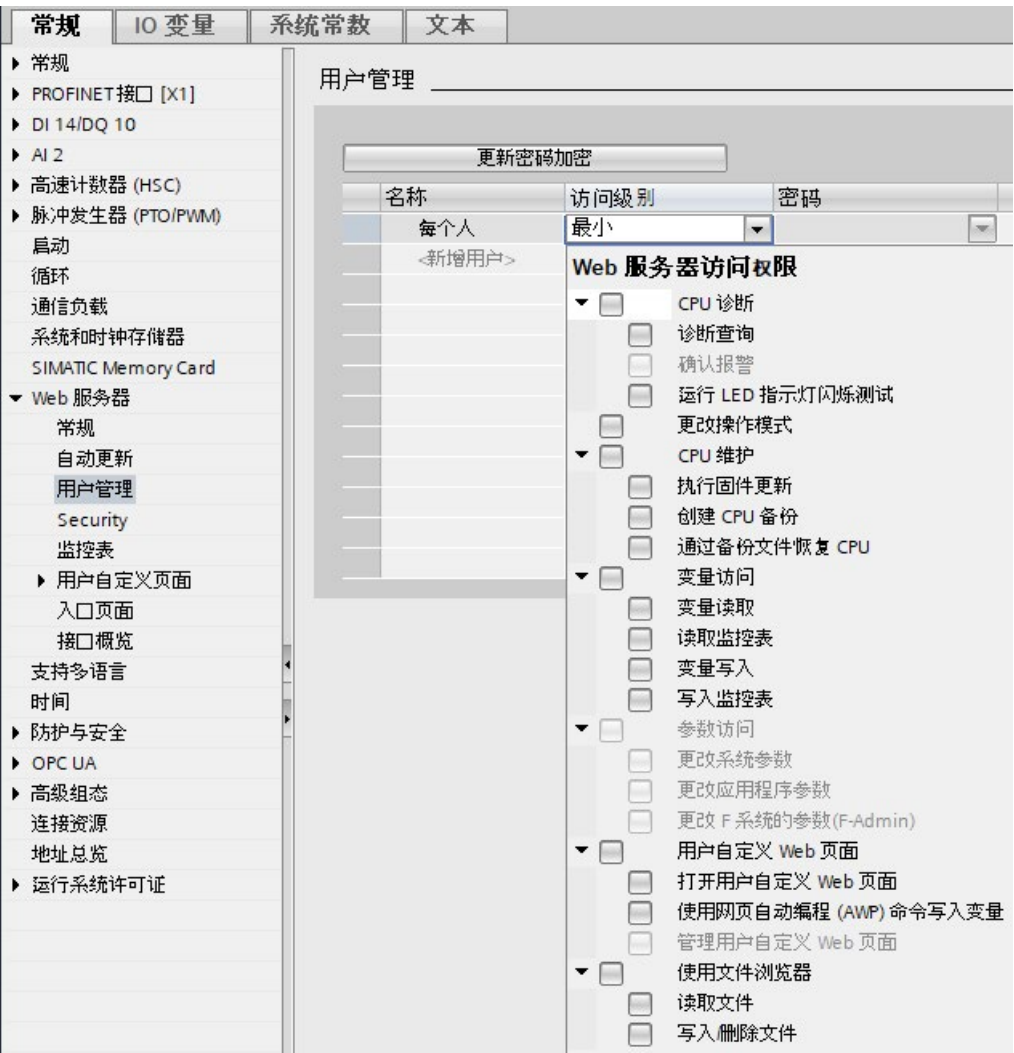 常规 IO 变量 系统常数 文本
常规
PROFINET接口 [X1]
DI 14/DQ 10
AI 2
高速计数器 (HSC)
脉冲发生器 (PTO/PWM)
启动
循环
通信负载
系统和时钟存储器
SIMATIC Memory Card
Web 服务器
常规
自动更新
用户管理
Security
监控表
用户自定义页面
入口页面
接口概览
支持多语言
时间
防护与安全
OPC UA
高级组态
连接资源
地址总览
运行系统许可证
用户管理
更新密码加密
名称 访问级别 密码
每个人 最小
<新增用户>
Web 服务器访问权限
CPU 诊断
诊断查询
确认报警
运行 LED 指示灯闪烁测试
更改操作模式
CPU 维护
执行固件更新
创建 CPU 备份
通过备份文件恢复 CPU
变量访问
变量读取
读取监控表
变量写入
写入监控表
参数访问
更改系统参数
更改应用程序参数
更改 F 系统的参数(F-Admin)
用户自定义 Web 页面
打开用户自定义 Web 页面
使用网页自动编程 (AWP) 命令写入变量
管理用户自定义 Web 页面
使用文件浏览器
读取文件
写入/删除文件